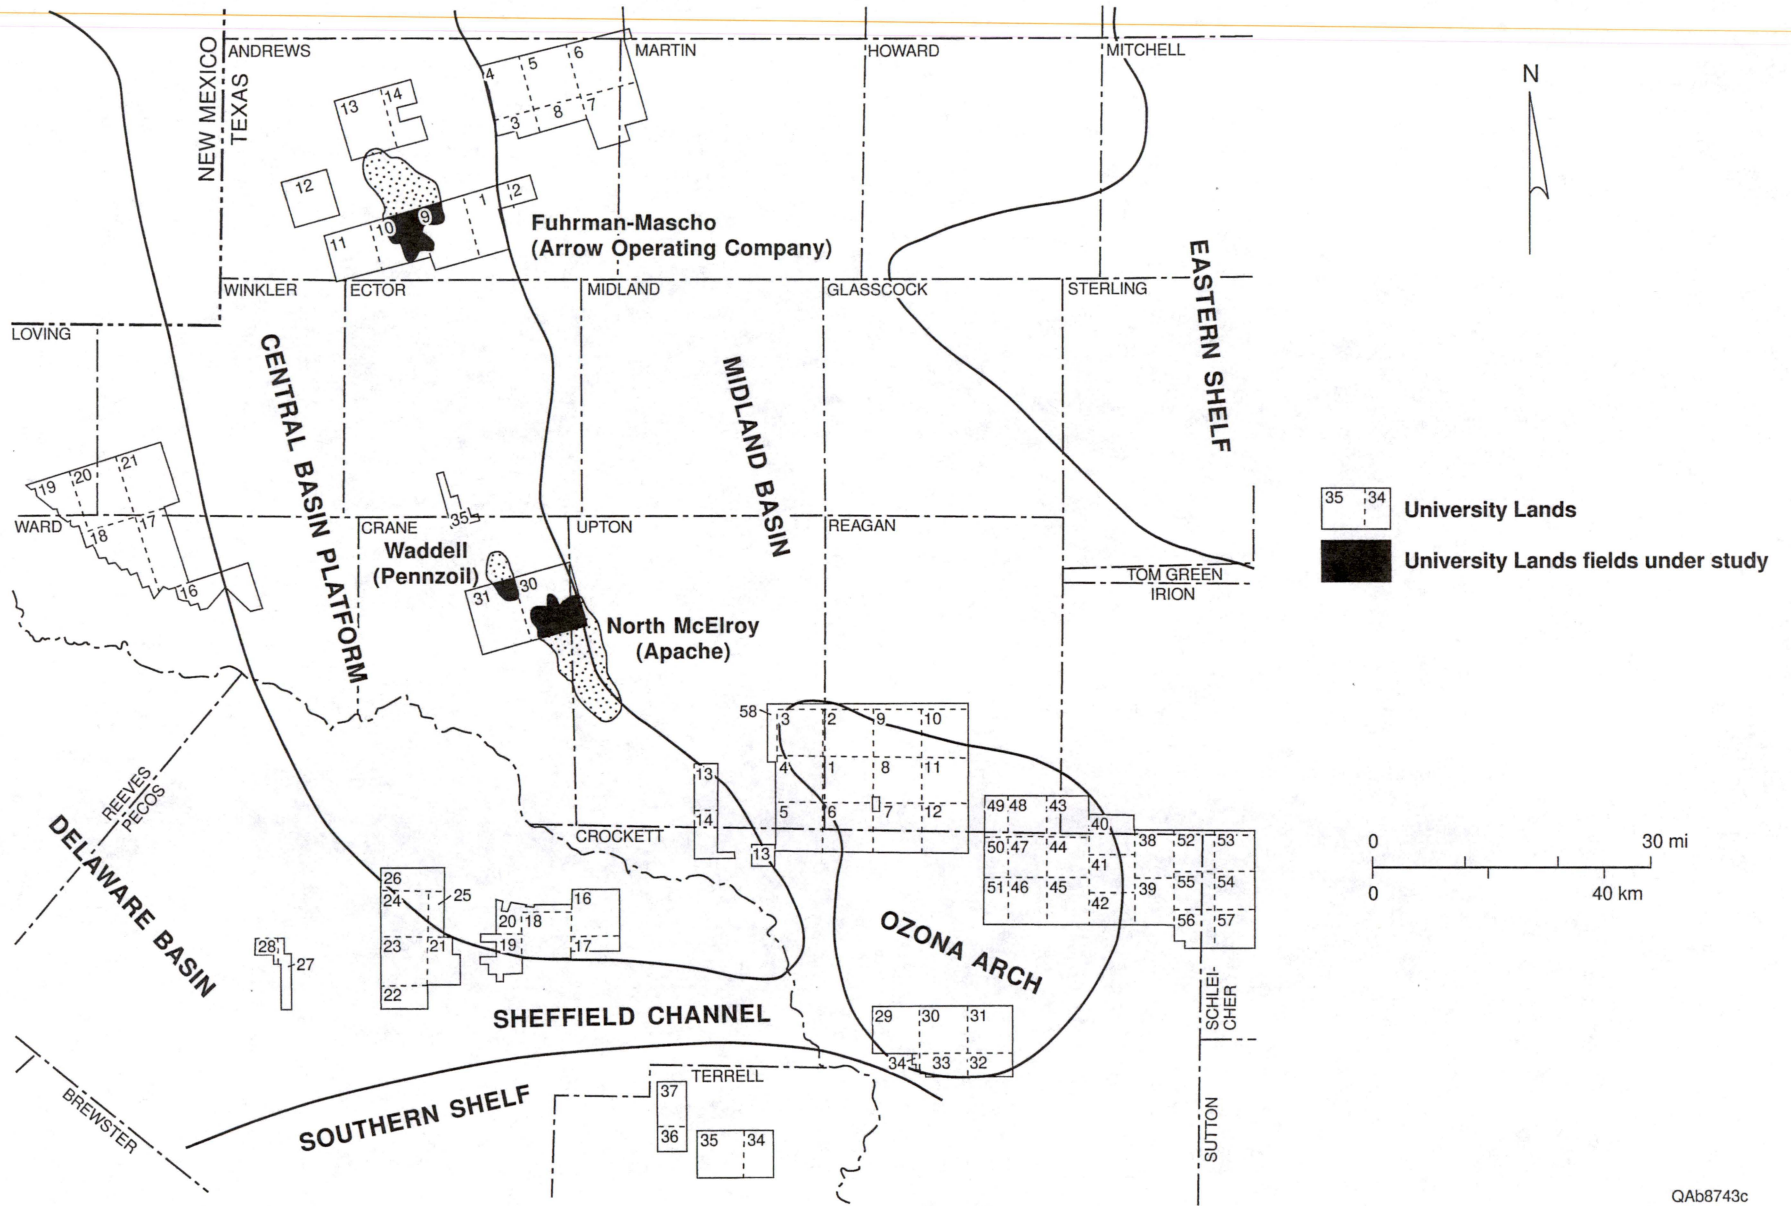 NEW MEXICO
TEXAS
ANDREWS
MARTIN
HOWARD
MITCHELL
N
4
5
6
3
8
7
13
14
12
11
10
9
1
2
Fuhrman-Mascho
(Arrow Operating Company)
WINKLER
ECTOR
MIDLAND
GLASSCOCK
STERLING
LOVING
CENTRAL BASIN PLATFORM
MIDLAND BASIN
EASTERN SHELF
19
20
21
18
17
16
WARD
CRANE
35
UPTON
REAGAN
Waddell
(Pennzoil)
31
30
North McElroy
(Apache)
TOM GREEN
IRION
35
34
University Lands
University Lands fields under study
REEVES
PECOS
DELAWARE BASIN
58
3
2
9
10
4
1
8
11
5
6
7
12
13
14
13
CROCKETT
49
48
43
40
50
47
44
41
38
52
53
51
46
45
42
39
55
54
56
57
0
30 mi
0
40 km
26
24
25
23
21
22
28
27
20
18
16
19
17
OZONA ARCH
SHEFFIELD CHANNEL
29
30
31
34
33
32
SCHLEI-
CHER
SOUTHERN SHELF
TERRELL
37
36
35
34
BREWSTER
SUTTON
QAb8743c